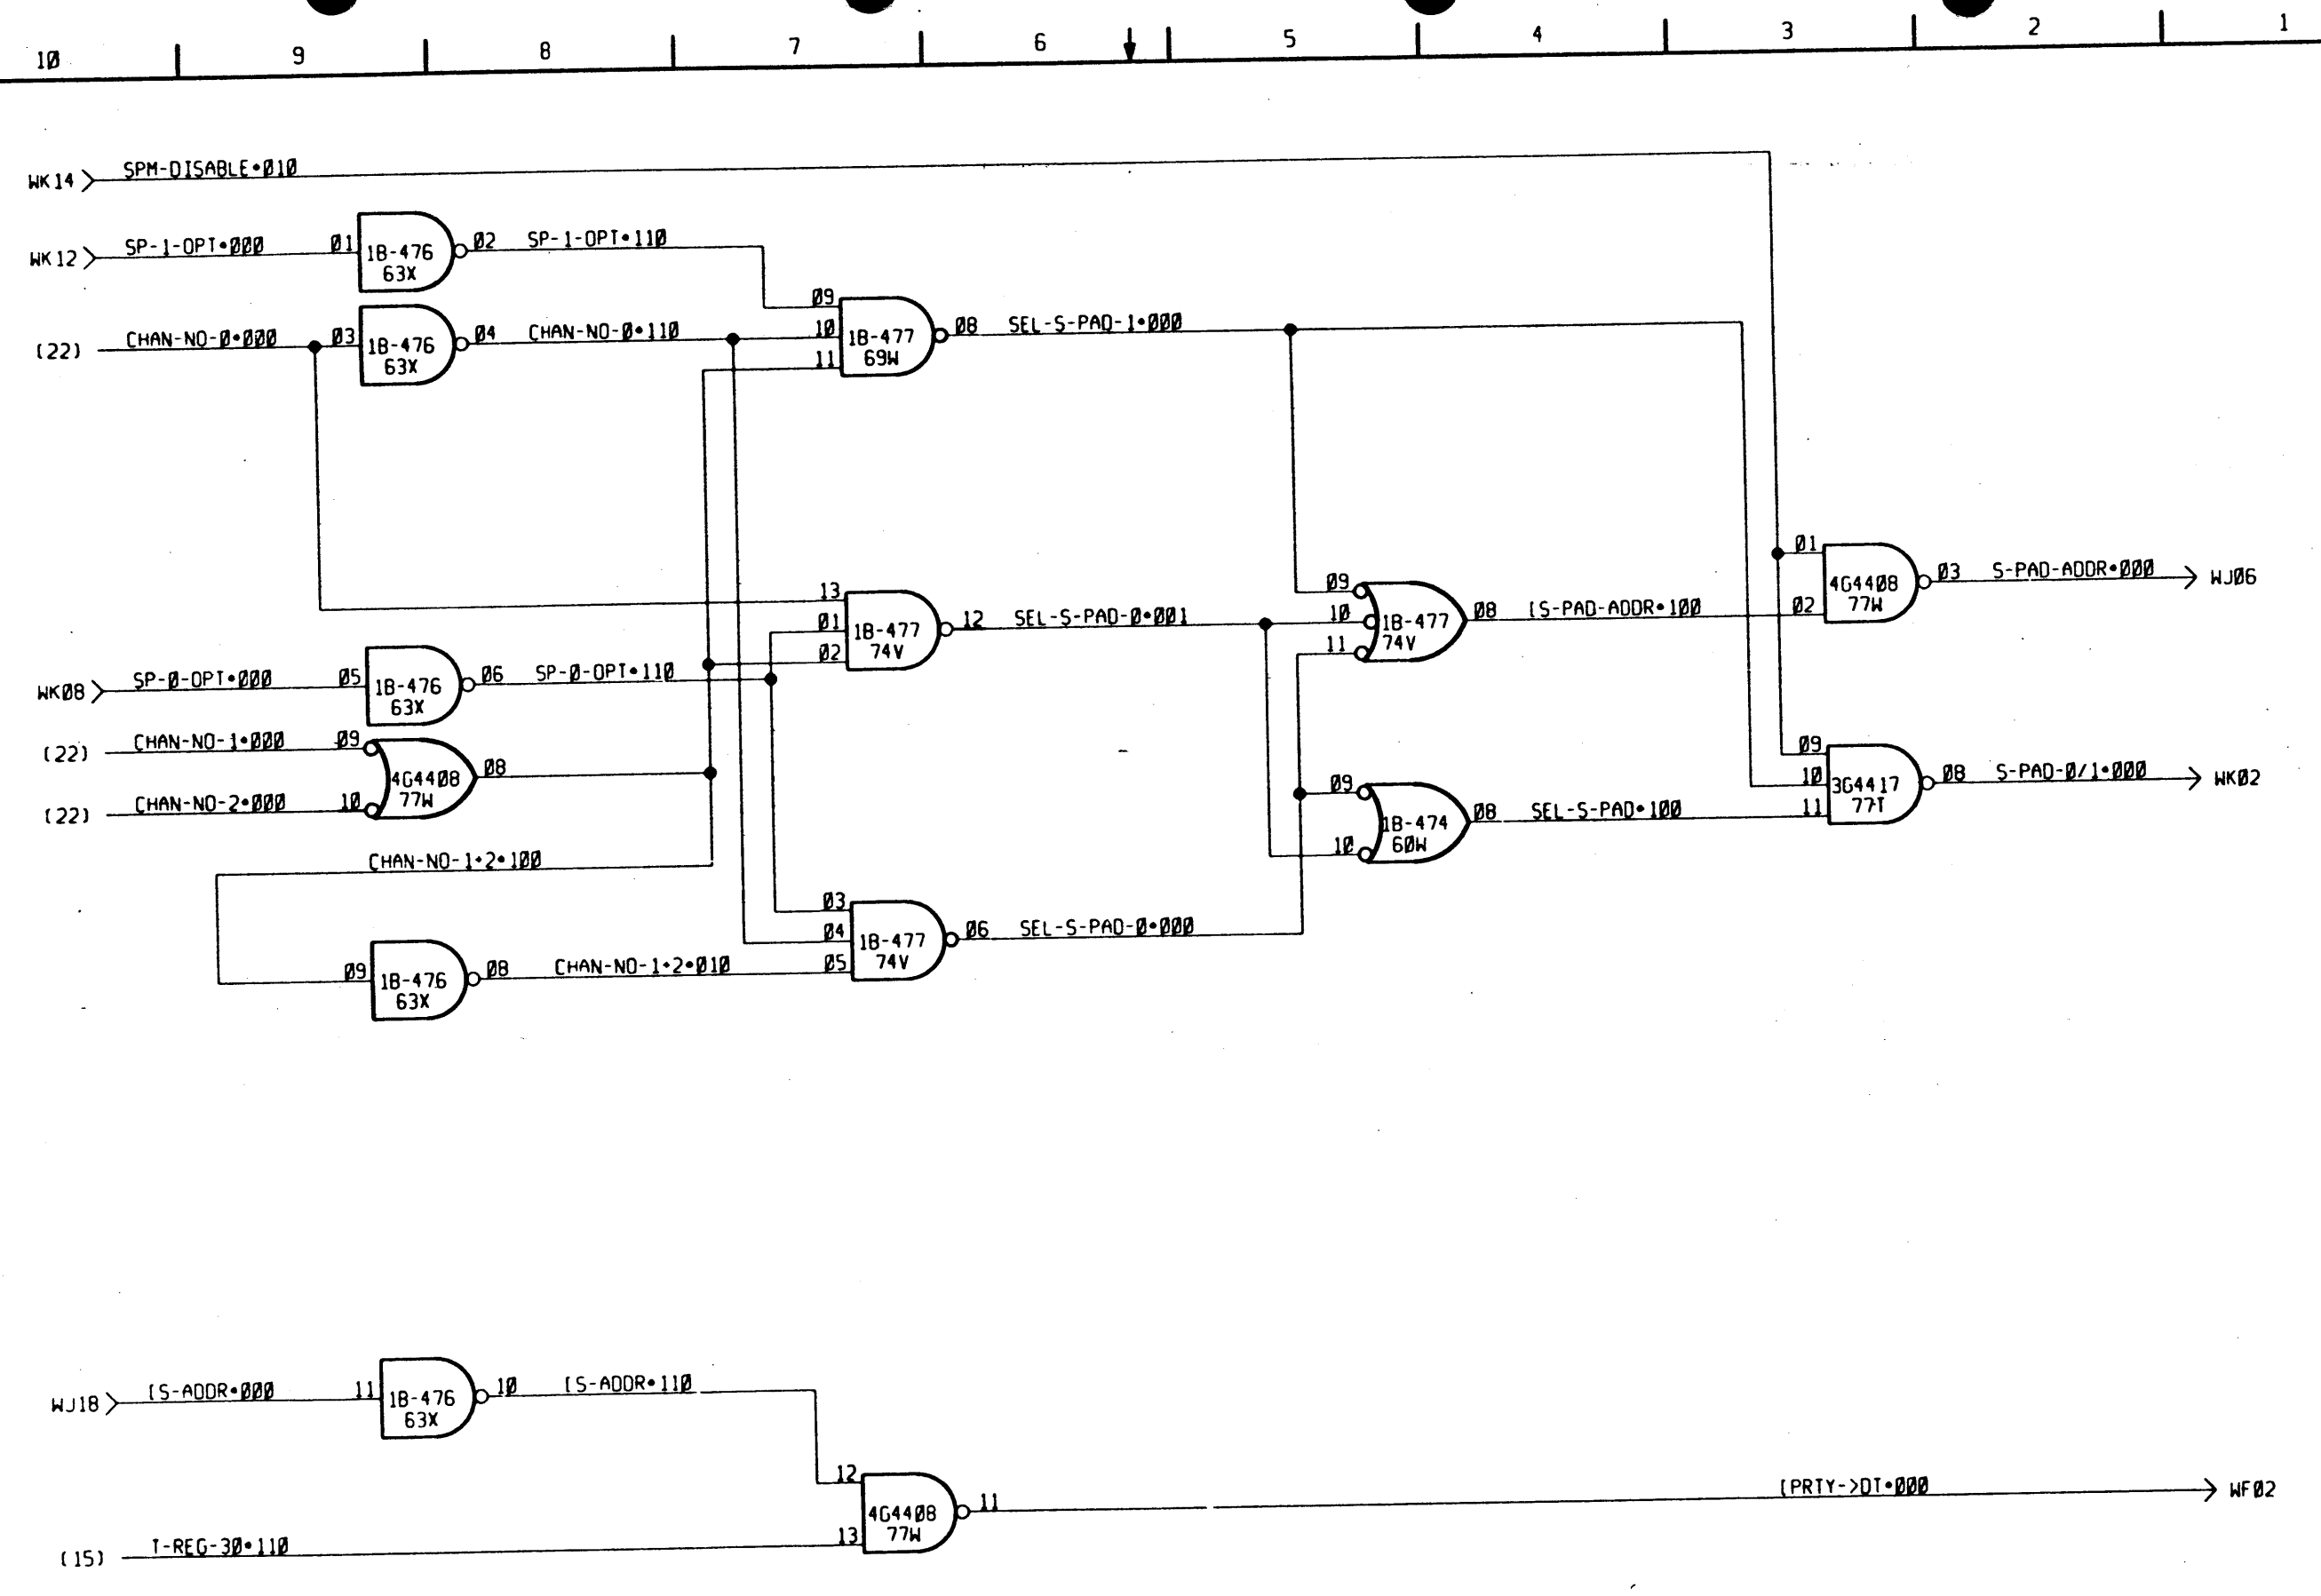 10 9 8 7 6 5 4 3 2 1
WK14 SPM-DISABLE•010
WK12 SP-1-OPT•000 01 1B-476 63X 02 SP-1-OPT•110
(22) CHAN-NO-0•000 03 1B-476 63X 04 CHAN-NO-0•110
09 10 11 1B-477 69W 08 SEL-S-PAD-1•000
13 01 02 1B-477 74V 12 SEL-S-PAD-0•001
09 10 11 1B-477 74V 08 (S-PAD-ADDR•100
01 02 4G4408 77W 03 S-PAD-ADDR•000 WJ06
WK08 SP-0-OPT•000 05 1B-476 63X 06 SP-0-OPT•110
(22) CHAN-NO-1•000 09
4G4408 77W 08
(22) CHAN-NO-2•000 10
CHAN-NO-1•2•100
09 10 1B-474 60W 08 SEL-S-PAD•100
09 10 11 3G4417 77T 08 S-PAD-0/1•000 WK02
09 1B-476 63X 08 CHAN-NO-1•2•010
03 04 05 1B-477 74V 06 SEL-S-PAD-0•000
WJ18 (S-ADDR•000 11 1B-476 63X 10 (S-ADDR•110
12 13 4G4408 77W 11 (PRTY->DT•000 WF02
(15) T-REG-30•110